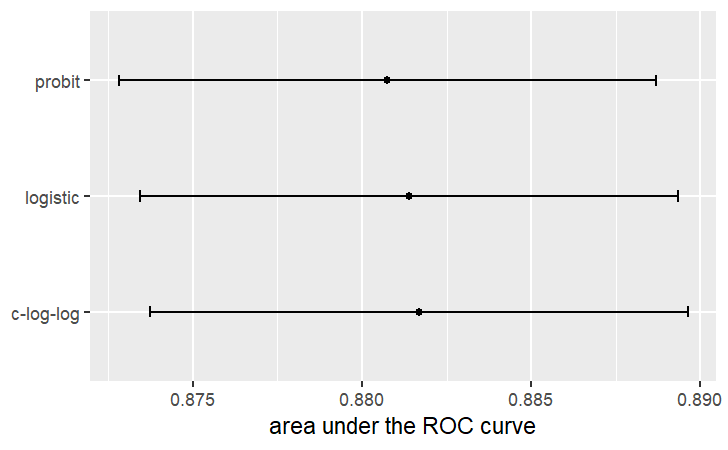 probit
logistic
c-log-log
0.875 0.880 0.885 0.890
area under the ROC curve